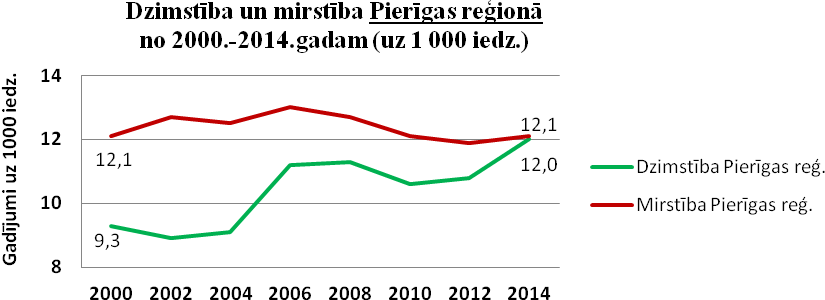 Dzimstība un mirstība Pierīgas reģionā
no 2000.-2014.gadam (uz 1 000 iedz.)
Gadījumi uz 1000 iedz.
14
12
10
8
12,1
9,3
12,1
12,0
2000 2002 2004 2006 2008 2010 2012 2014
Dzimstība Pierīgas reģ.
Mirstība Pierīgas reģ.